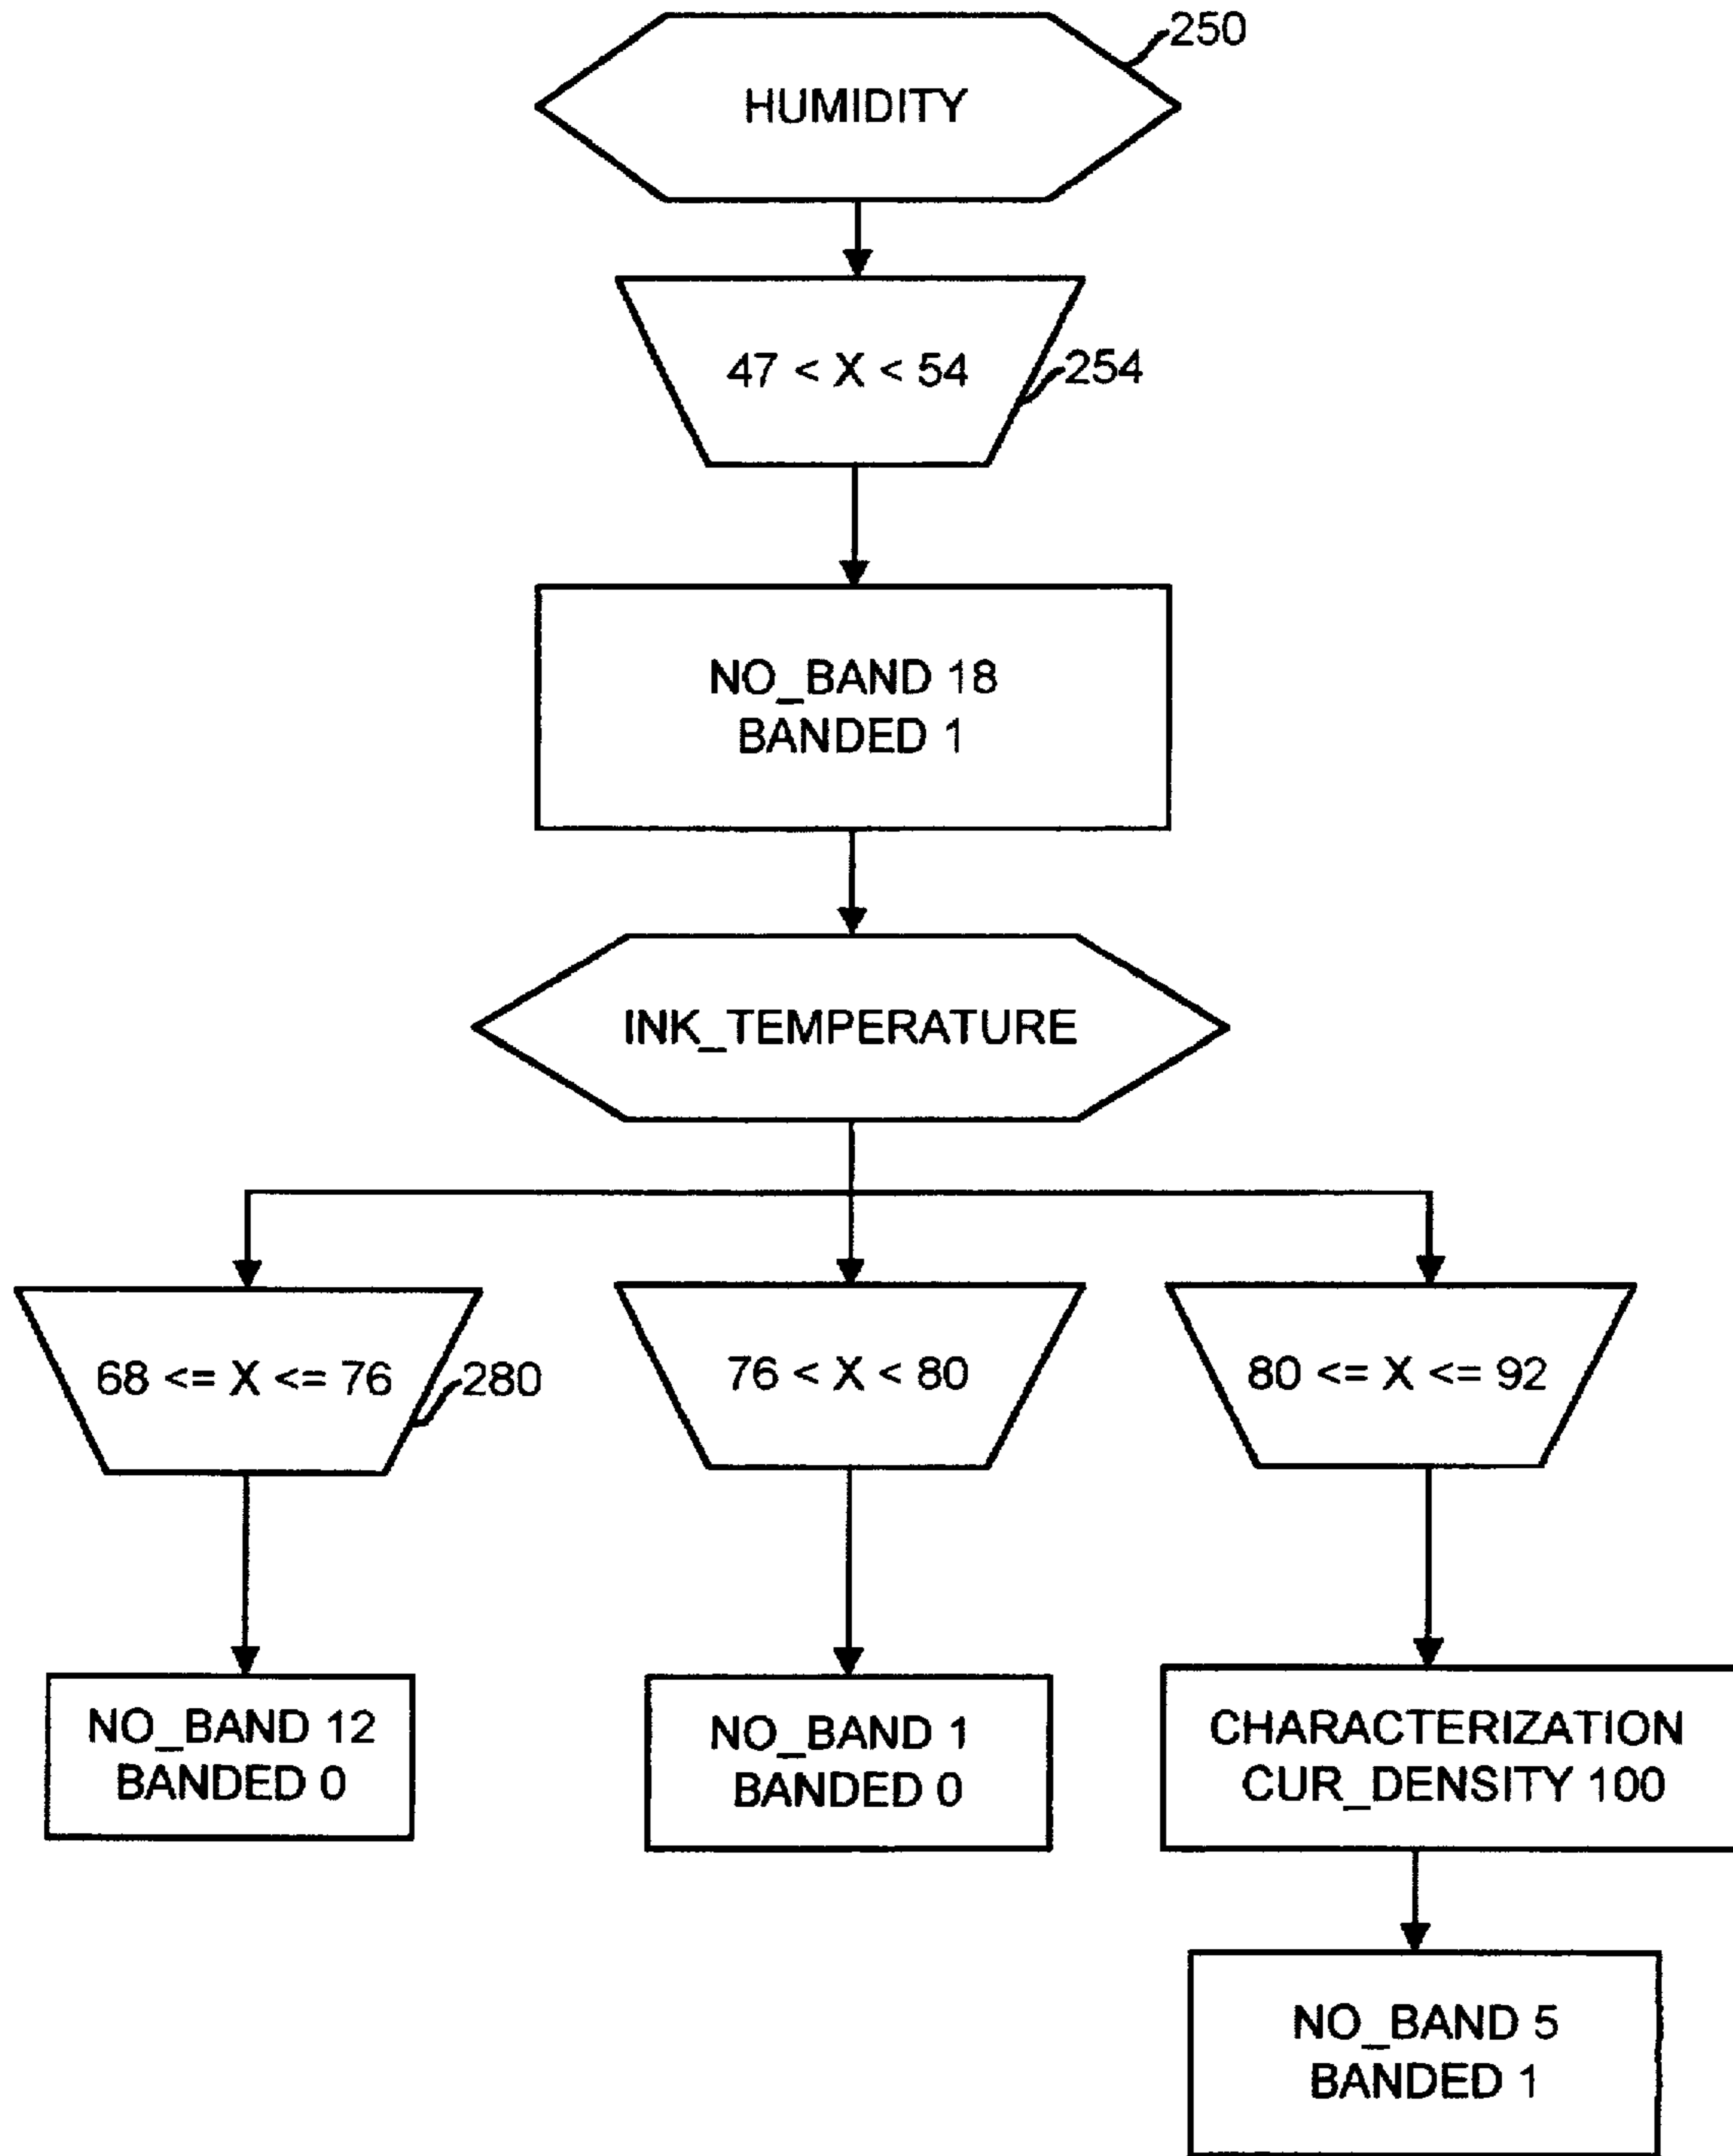 250
HUMIDITY
47 < X < 54
254
NO_BAND 18
BANDED 1
INK_TEMPERATURE
68 <= X <= 76
280
76 < X < 80
80 <= X <= 92
NO_BAND 12
BANDED 0
NO_BAND 1
BANDED 0
CHARACTERIZATION
CUR_DENSITY 100
NO_BAND 5
BANDED 1